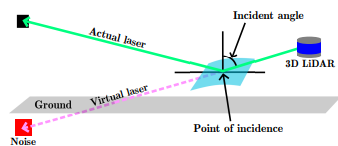 Incident angle
Actual laser
3D LiDAR
Virtual laser
Ground
Point of incidence
Noise